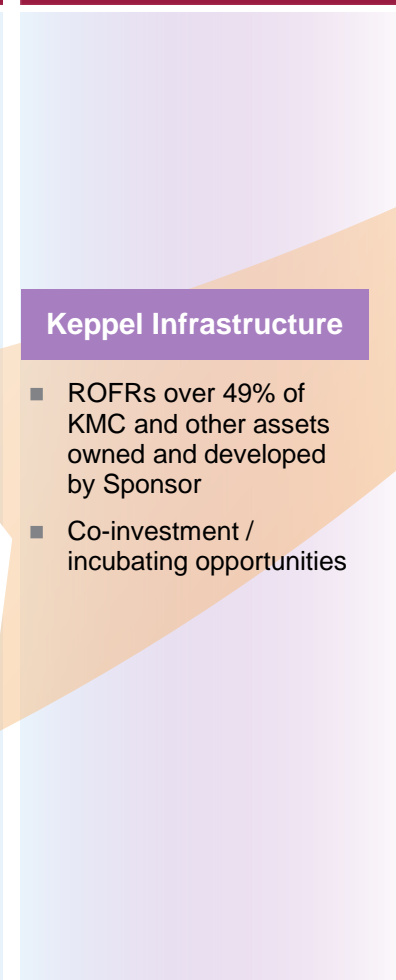 Keppel Infrastructure
■ ROFRs over 49% of
KMC and other assets
owned and developed
by Sponsor
■ Co-investment /
incubating opportunities